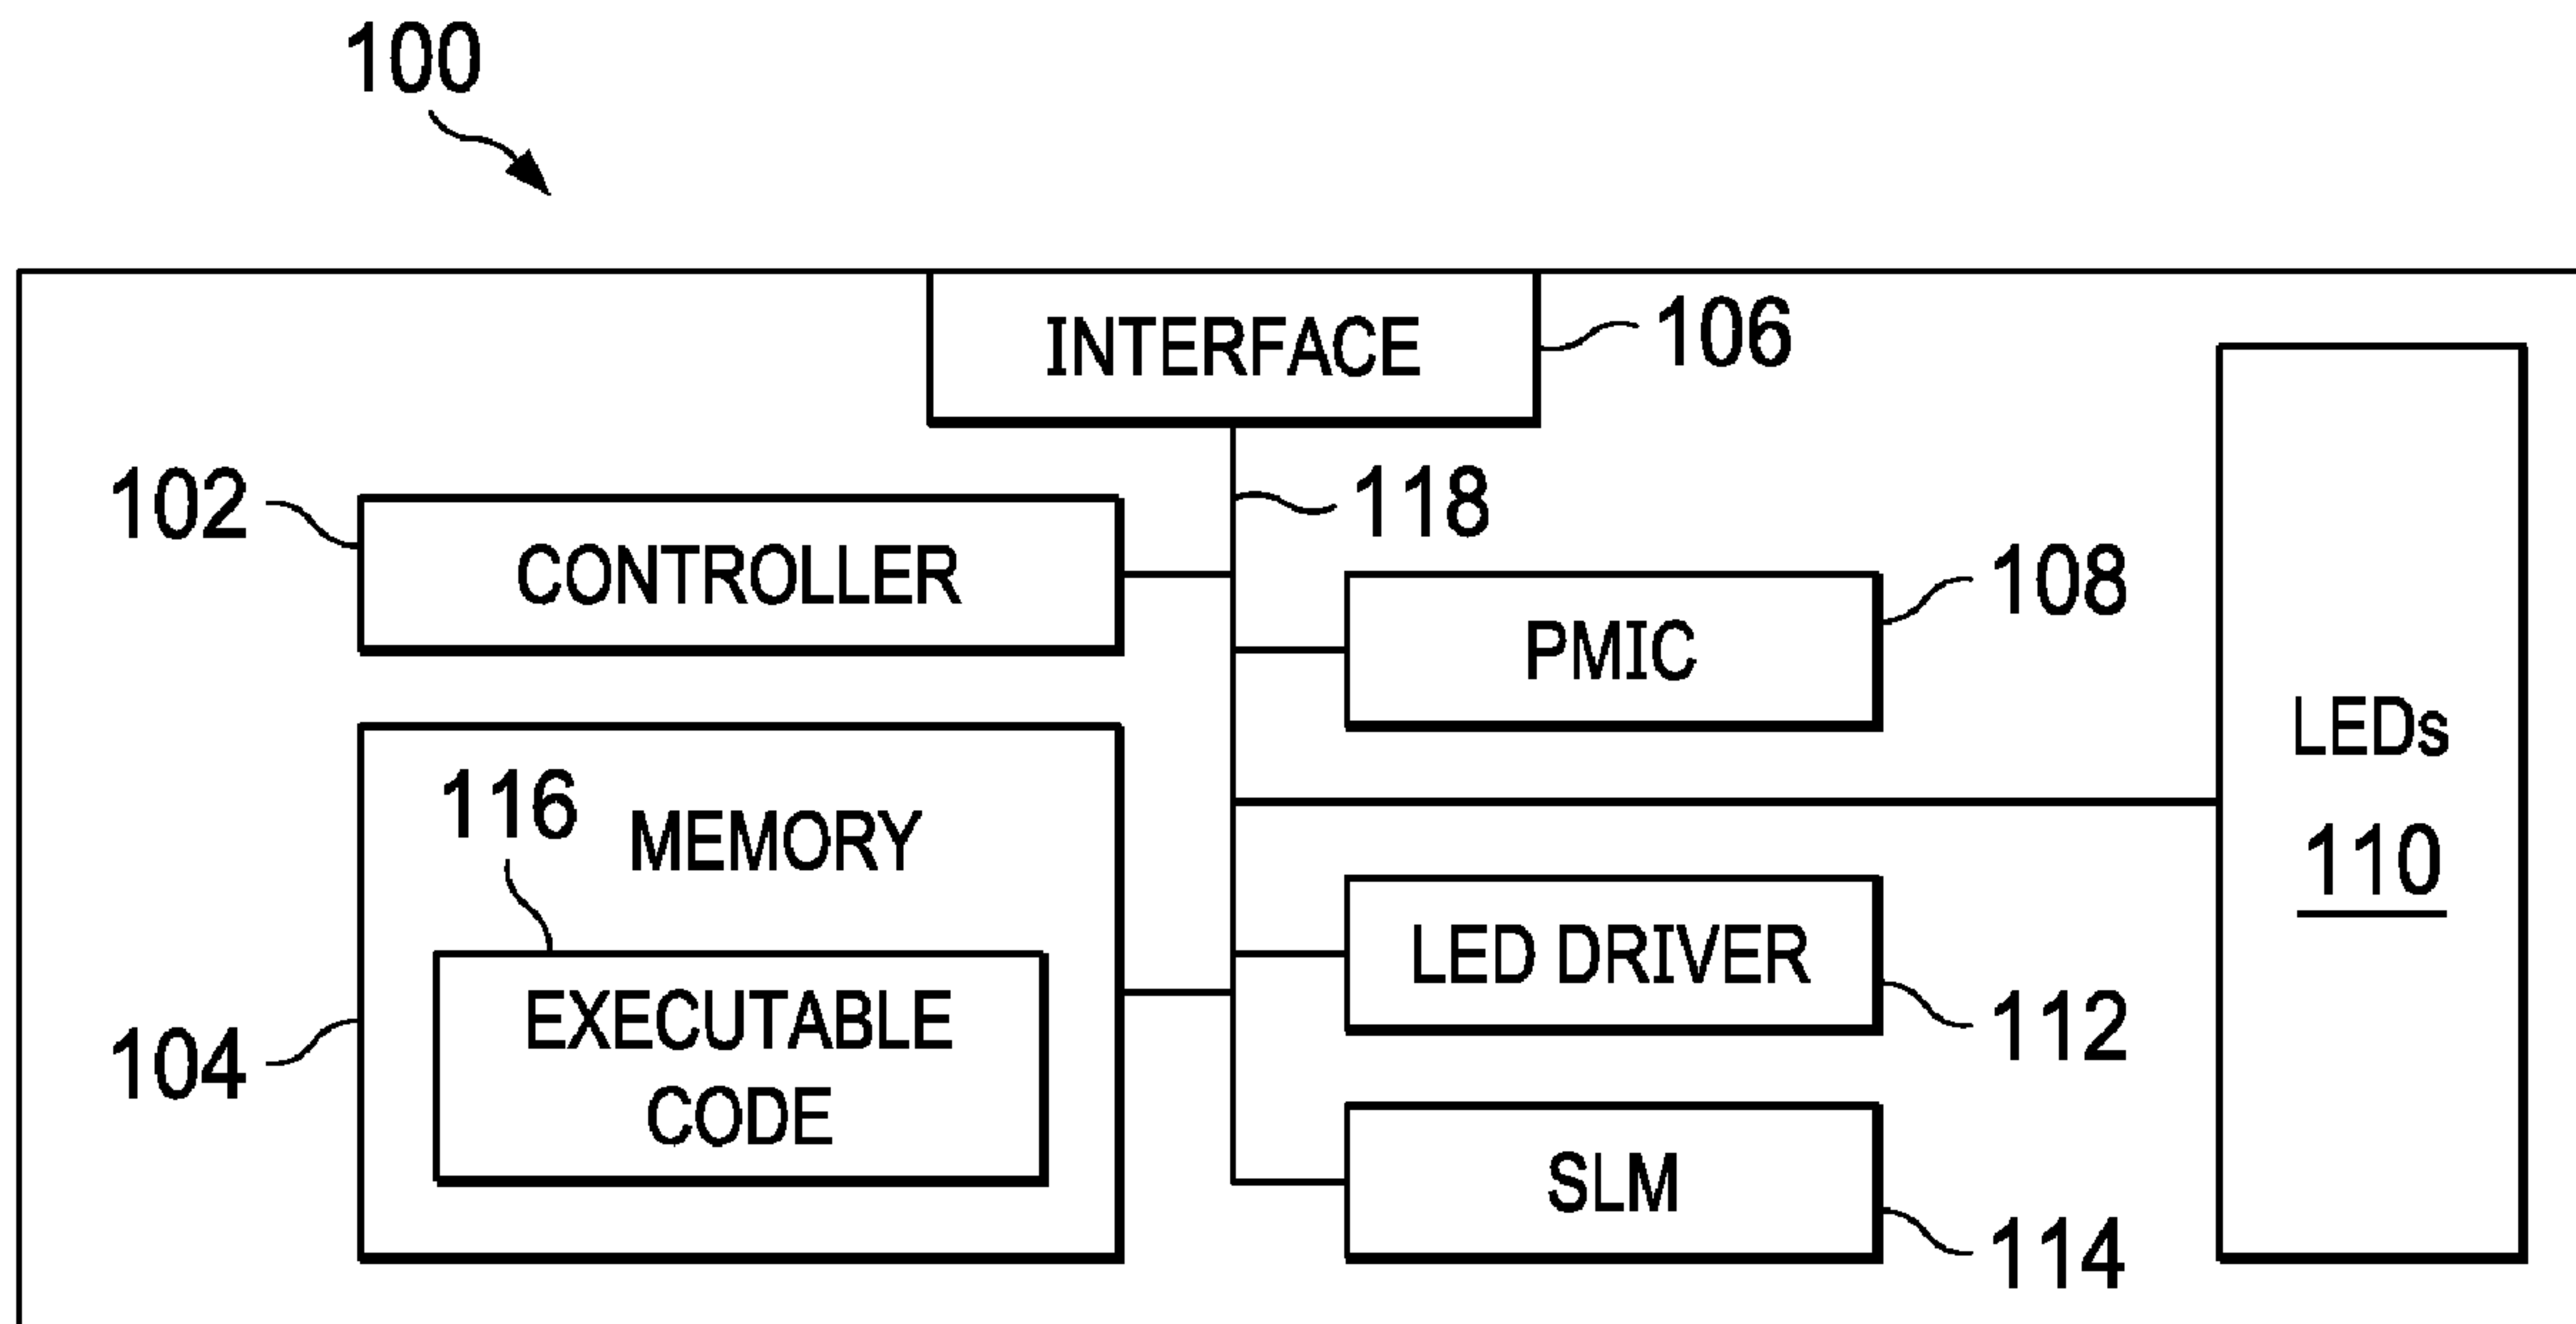 100
INTERFACE
106
118
102
CONTROLLER
108
PMIC
LEDs
110
116
MEMORY
EXECUTABLE
CODE
104
LED DRIVER
112
SLM
114